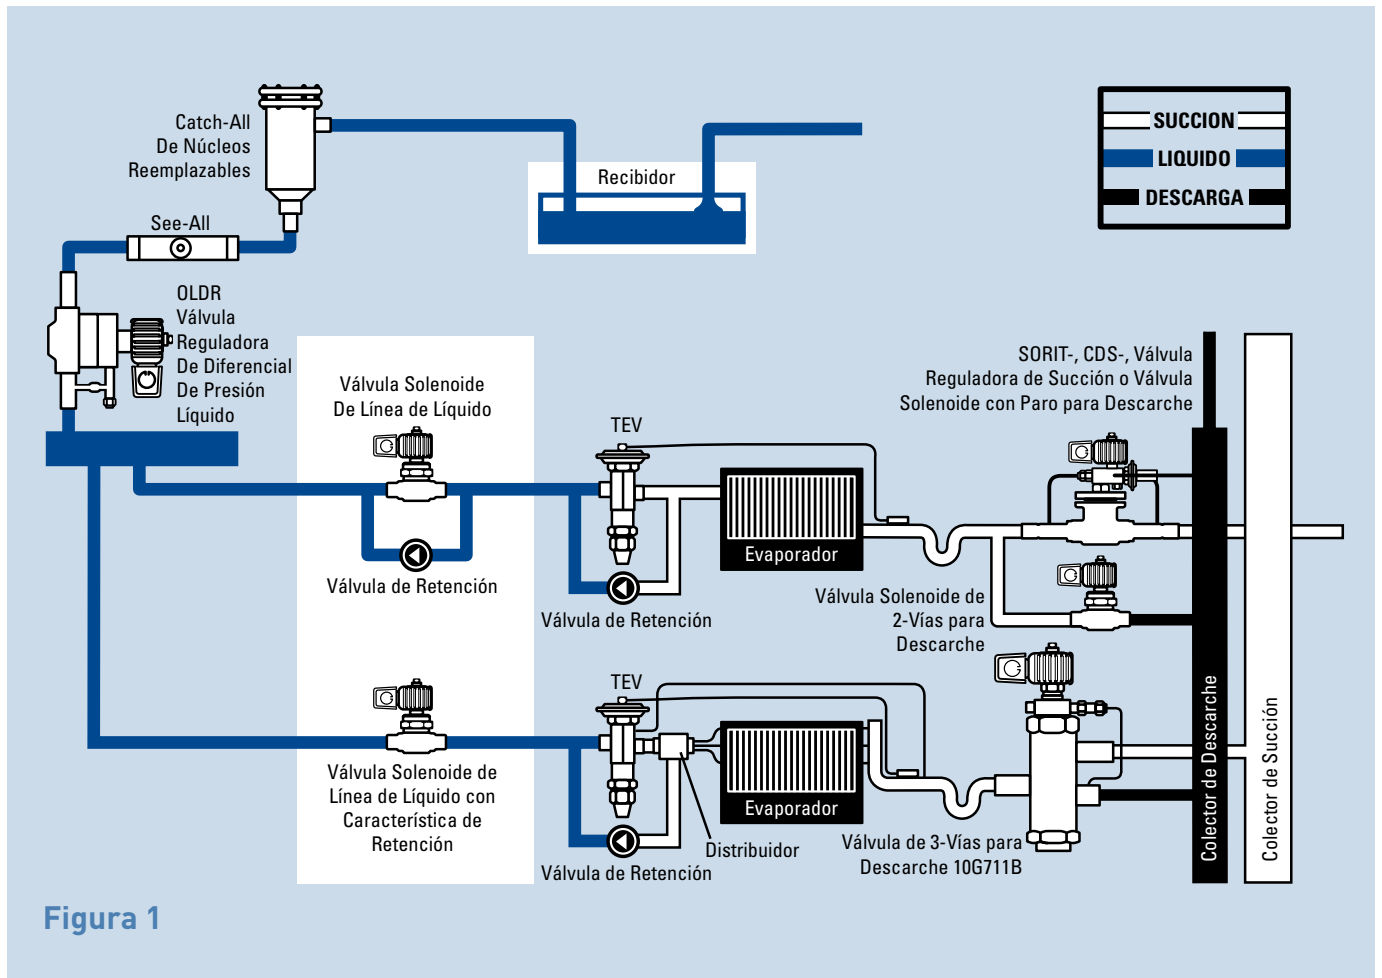 Catch-All
De Núcleos
Reemplazables
Recibidor
SUCCION
LIQUIDO
DESCARGA
See-All
OLDR
Válvula
Reguladora
De Diferencial
De Presión
Líquido
Válvula Solenoide
De Línea de Líquido
TEV
SORIT-, CDS-, Válvula
Reguladora de Succión o Válvula
Solenoide con Paro para Descarche
Evaporador
Válvula de Retención
Válvula de Retención
Válvula Solenoide de
2-Vías para
Descarche
TEV
Válvula Solenoide de
Línea de Líquido con
Característica de
Retención
Evaporador
Distribuidor
Válvula de Retención
Válvula de 3-Vías para
Descarche 10G711B
Colector de Descarche
Colector de Succión
Figura 1